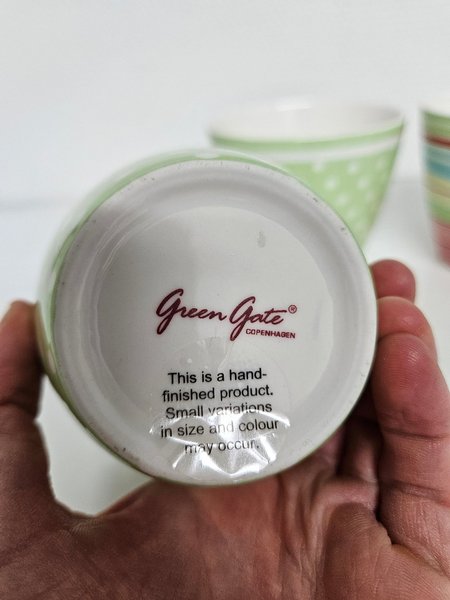 Green Gate®
COPENHAGEN
This is a hand-
finished product.
Small variations
in size and colour
may occur.